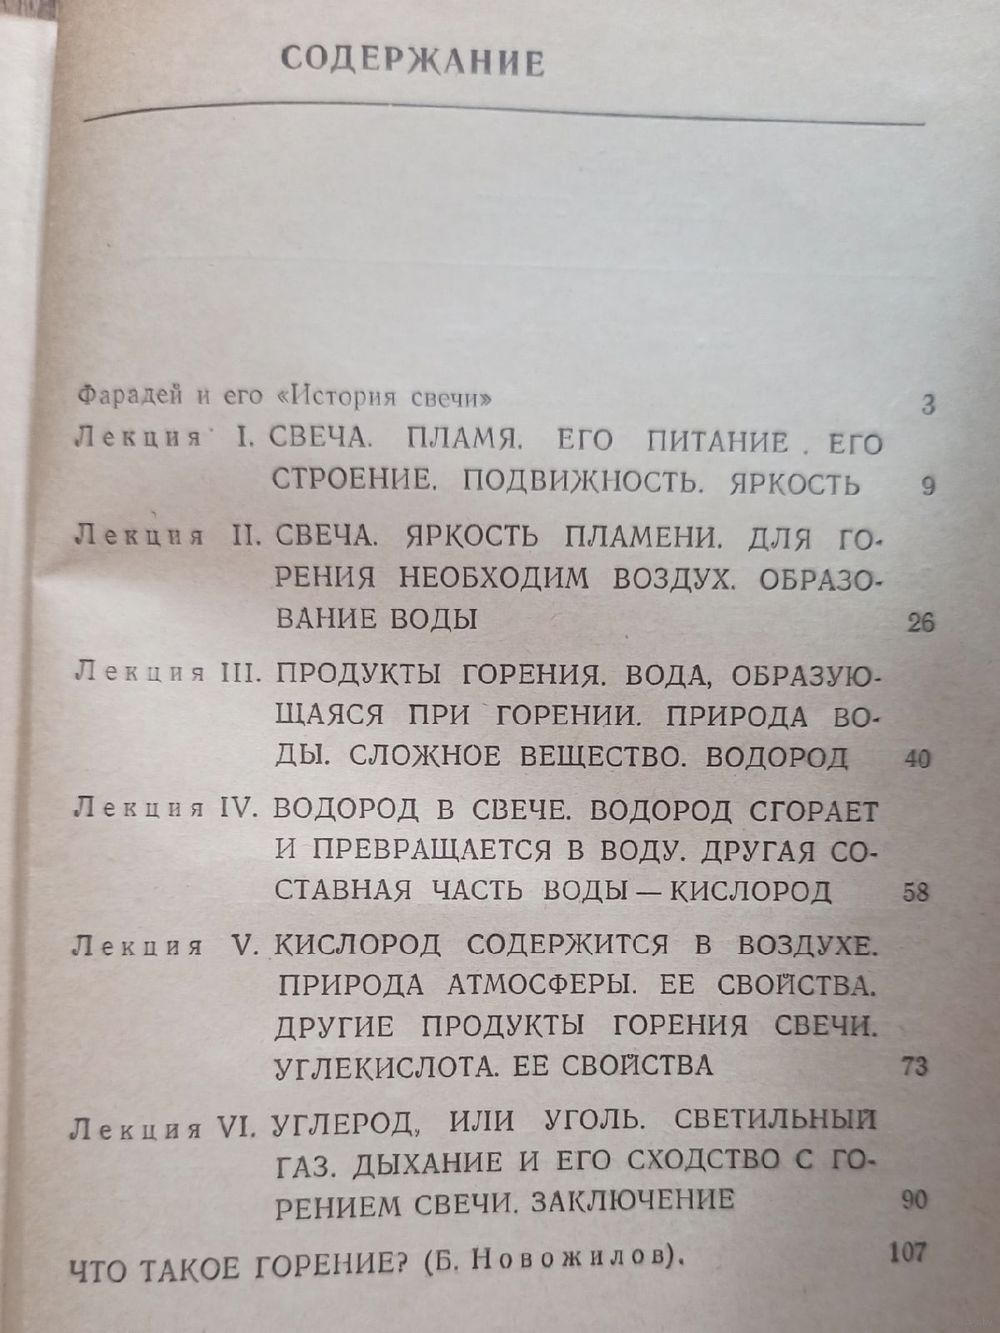 СОДЕРЖАНИЕ
Фарадей и его «История свечи» 3
Лекция I. СВЕЧА. ПЛАМЯ. ЕГО ПИТАНИЕ. ЕГО
СТРОЕНИЕ. ПОДВИЖНОСТЬ. ЯРКОСТЬ 9
Лекция II. СВЕЧА. ЯРКОСТЬ ПЛАМЕНИ. ДЛЯ ГО-
РЕНИЯ НЕОБХОДИМ ВОЗДУХ. ОБРАЗО-
ВАНИЕ ВОДЫ 26
Лекция III. ПРОДУКТЫ ГОРЕНИЯ. ВОДА, ОБРАЗУЮ-
ЩАЯСЯ ПРИ ГОРЕНИИ. ПРИРОДА ВО-
ДЫ. СЛОЖНОЕ ВЕЩЕСТВО. ВОДОРОД 40
Лекция IV. ВОДОРОД В СВЕЧЕ. ВОДОРОД СГОРАЕТ
И ПРЕВРАЩАЕТСЯ В ВОДУ. ДРУГАЯ СО-
СТАВНАЯ ЧАСТЬ ВОДЫ — КИСЛОРОД 58
Лекция V. КИСЛОРОД СОДЕРЖИТСЯ В ВОЗДУХЕ.
ПРИРОДА АТМОСФЕРЫ. ЕЕ СВОЙСТВА.
ДРУГИЕ ПРОДУКТЫ ГОРЕНИЯ СВЕЧИ.
УГЛЕКИСЛОТА. ЕЕ СВОЙСТВА 73
Лекция VI. УГЛЕРОД, ИЛИ УГОЛЬ. СВЕТИЛЬНЫЙ
ГАЗ. ДЫХАНИЕ И ЕГО СХОДСТВО С ГО-
РЕНИЕМ СВЕЧИ. ЗАКЛЮЧЕНИЕ 90
ЧТО ТАКОЕ ГОРЕНИЕ? (Б. Новожилов). 107